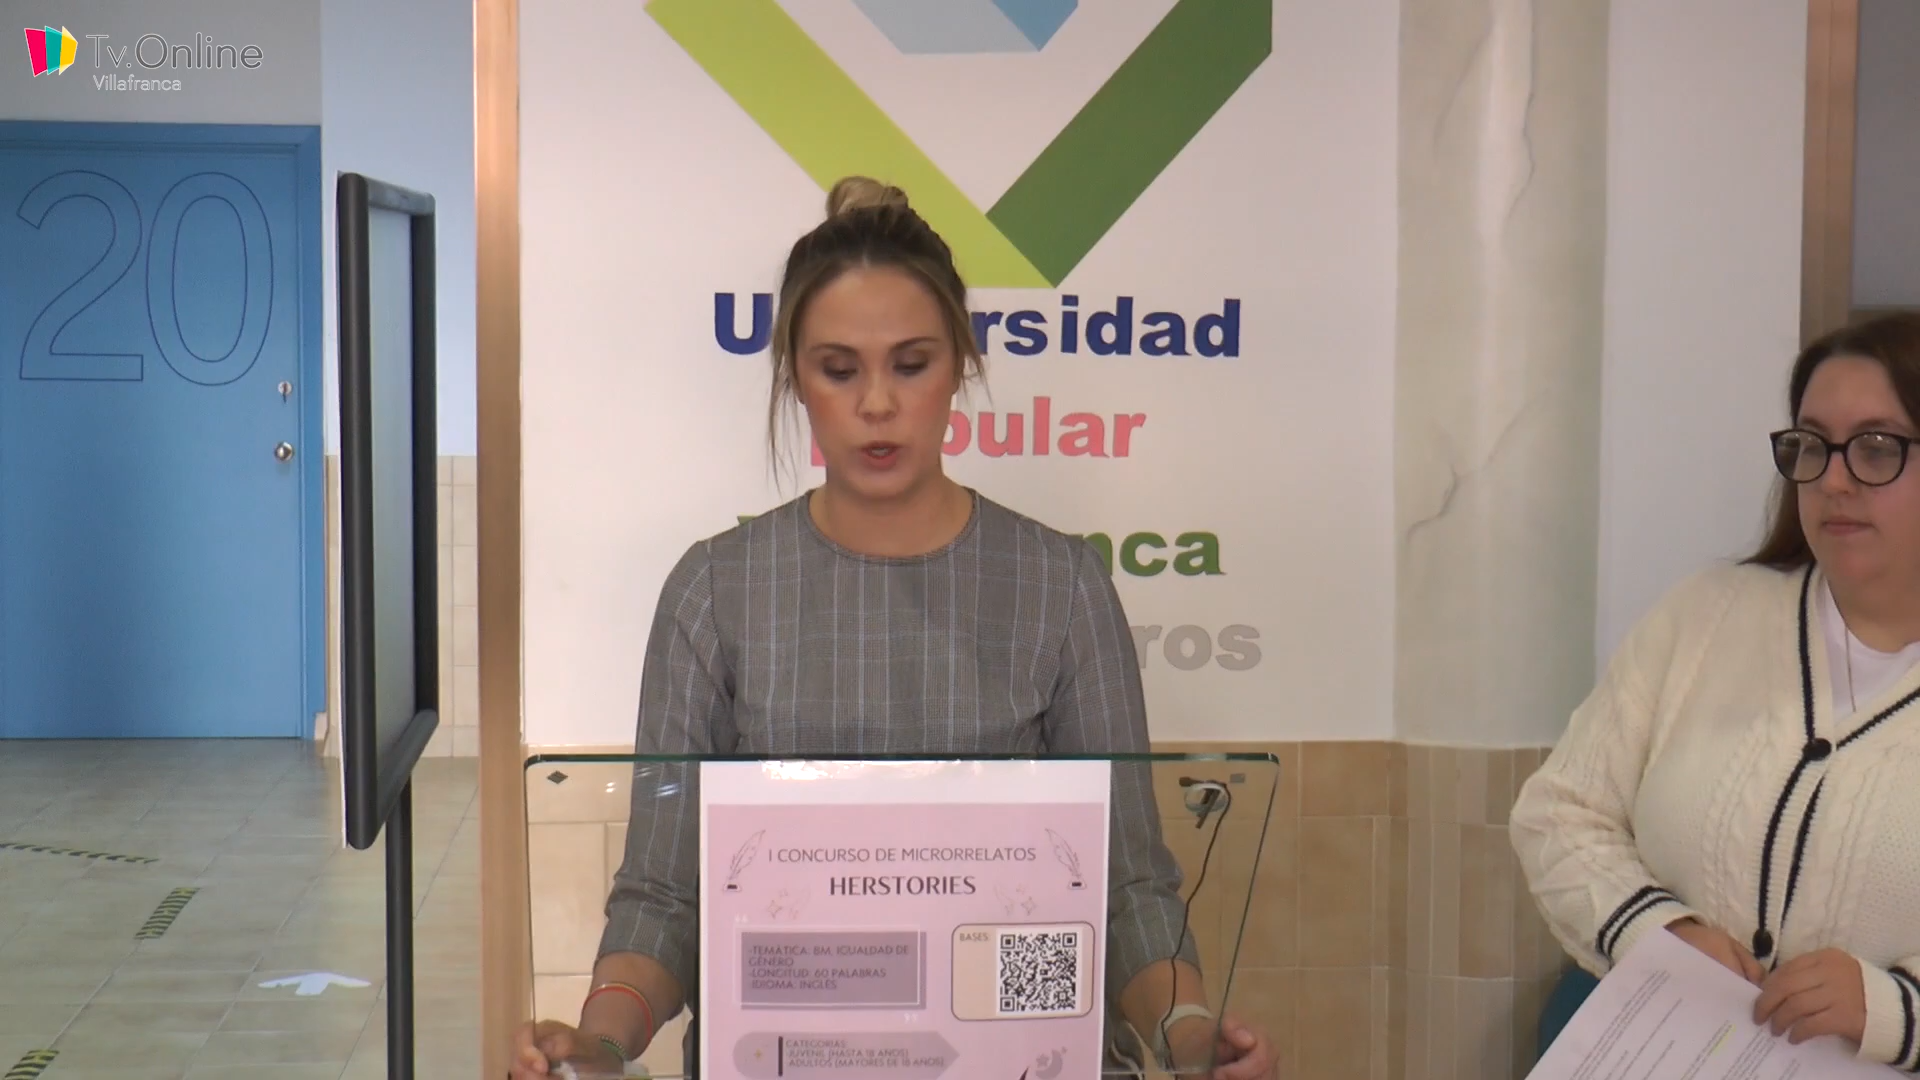 Tv.Online
Villafranca
20
rsidad
pular
nca
ros
I CONCURSO DE MICRORRELATOS
HERSTORIES
-TEMÁTICA: 8M, IGUALDAD DE
GÉNERO
-LONGITUD: 60 PALABRAS
-IDIOMA: INGLÉS
BASES:
CATEGORÍAS:
-JUVENIL (HASTA 18 AÑOS)
-ADULTOS (MAYORES DE 18 AÑOS)